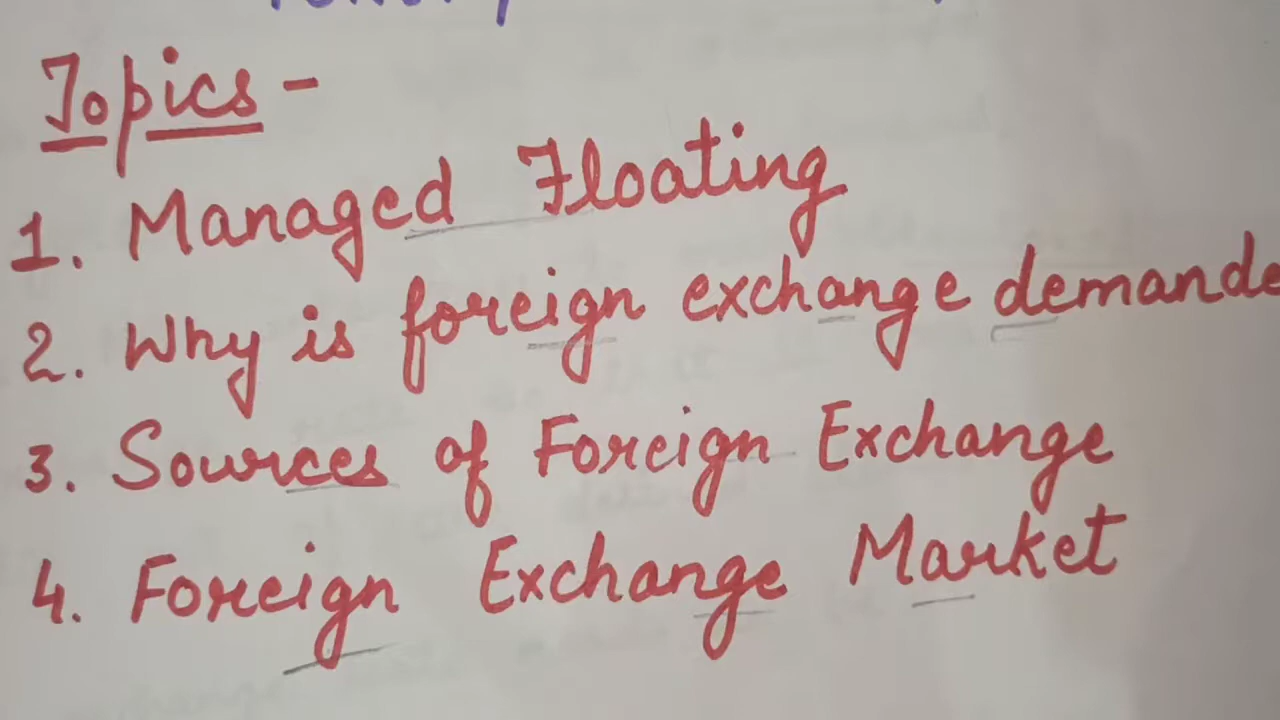 Topics -
1. Managed Floating
2. Why is foreign exchange demande
3. Sources of Foreign Exchange
4. Foreign Exchange Market